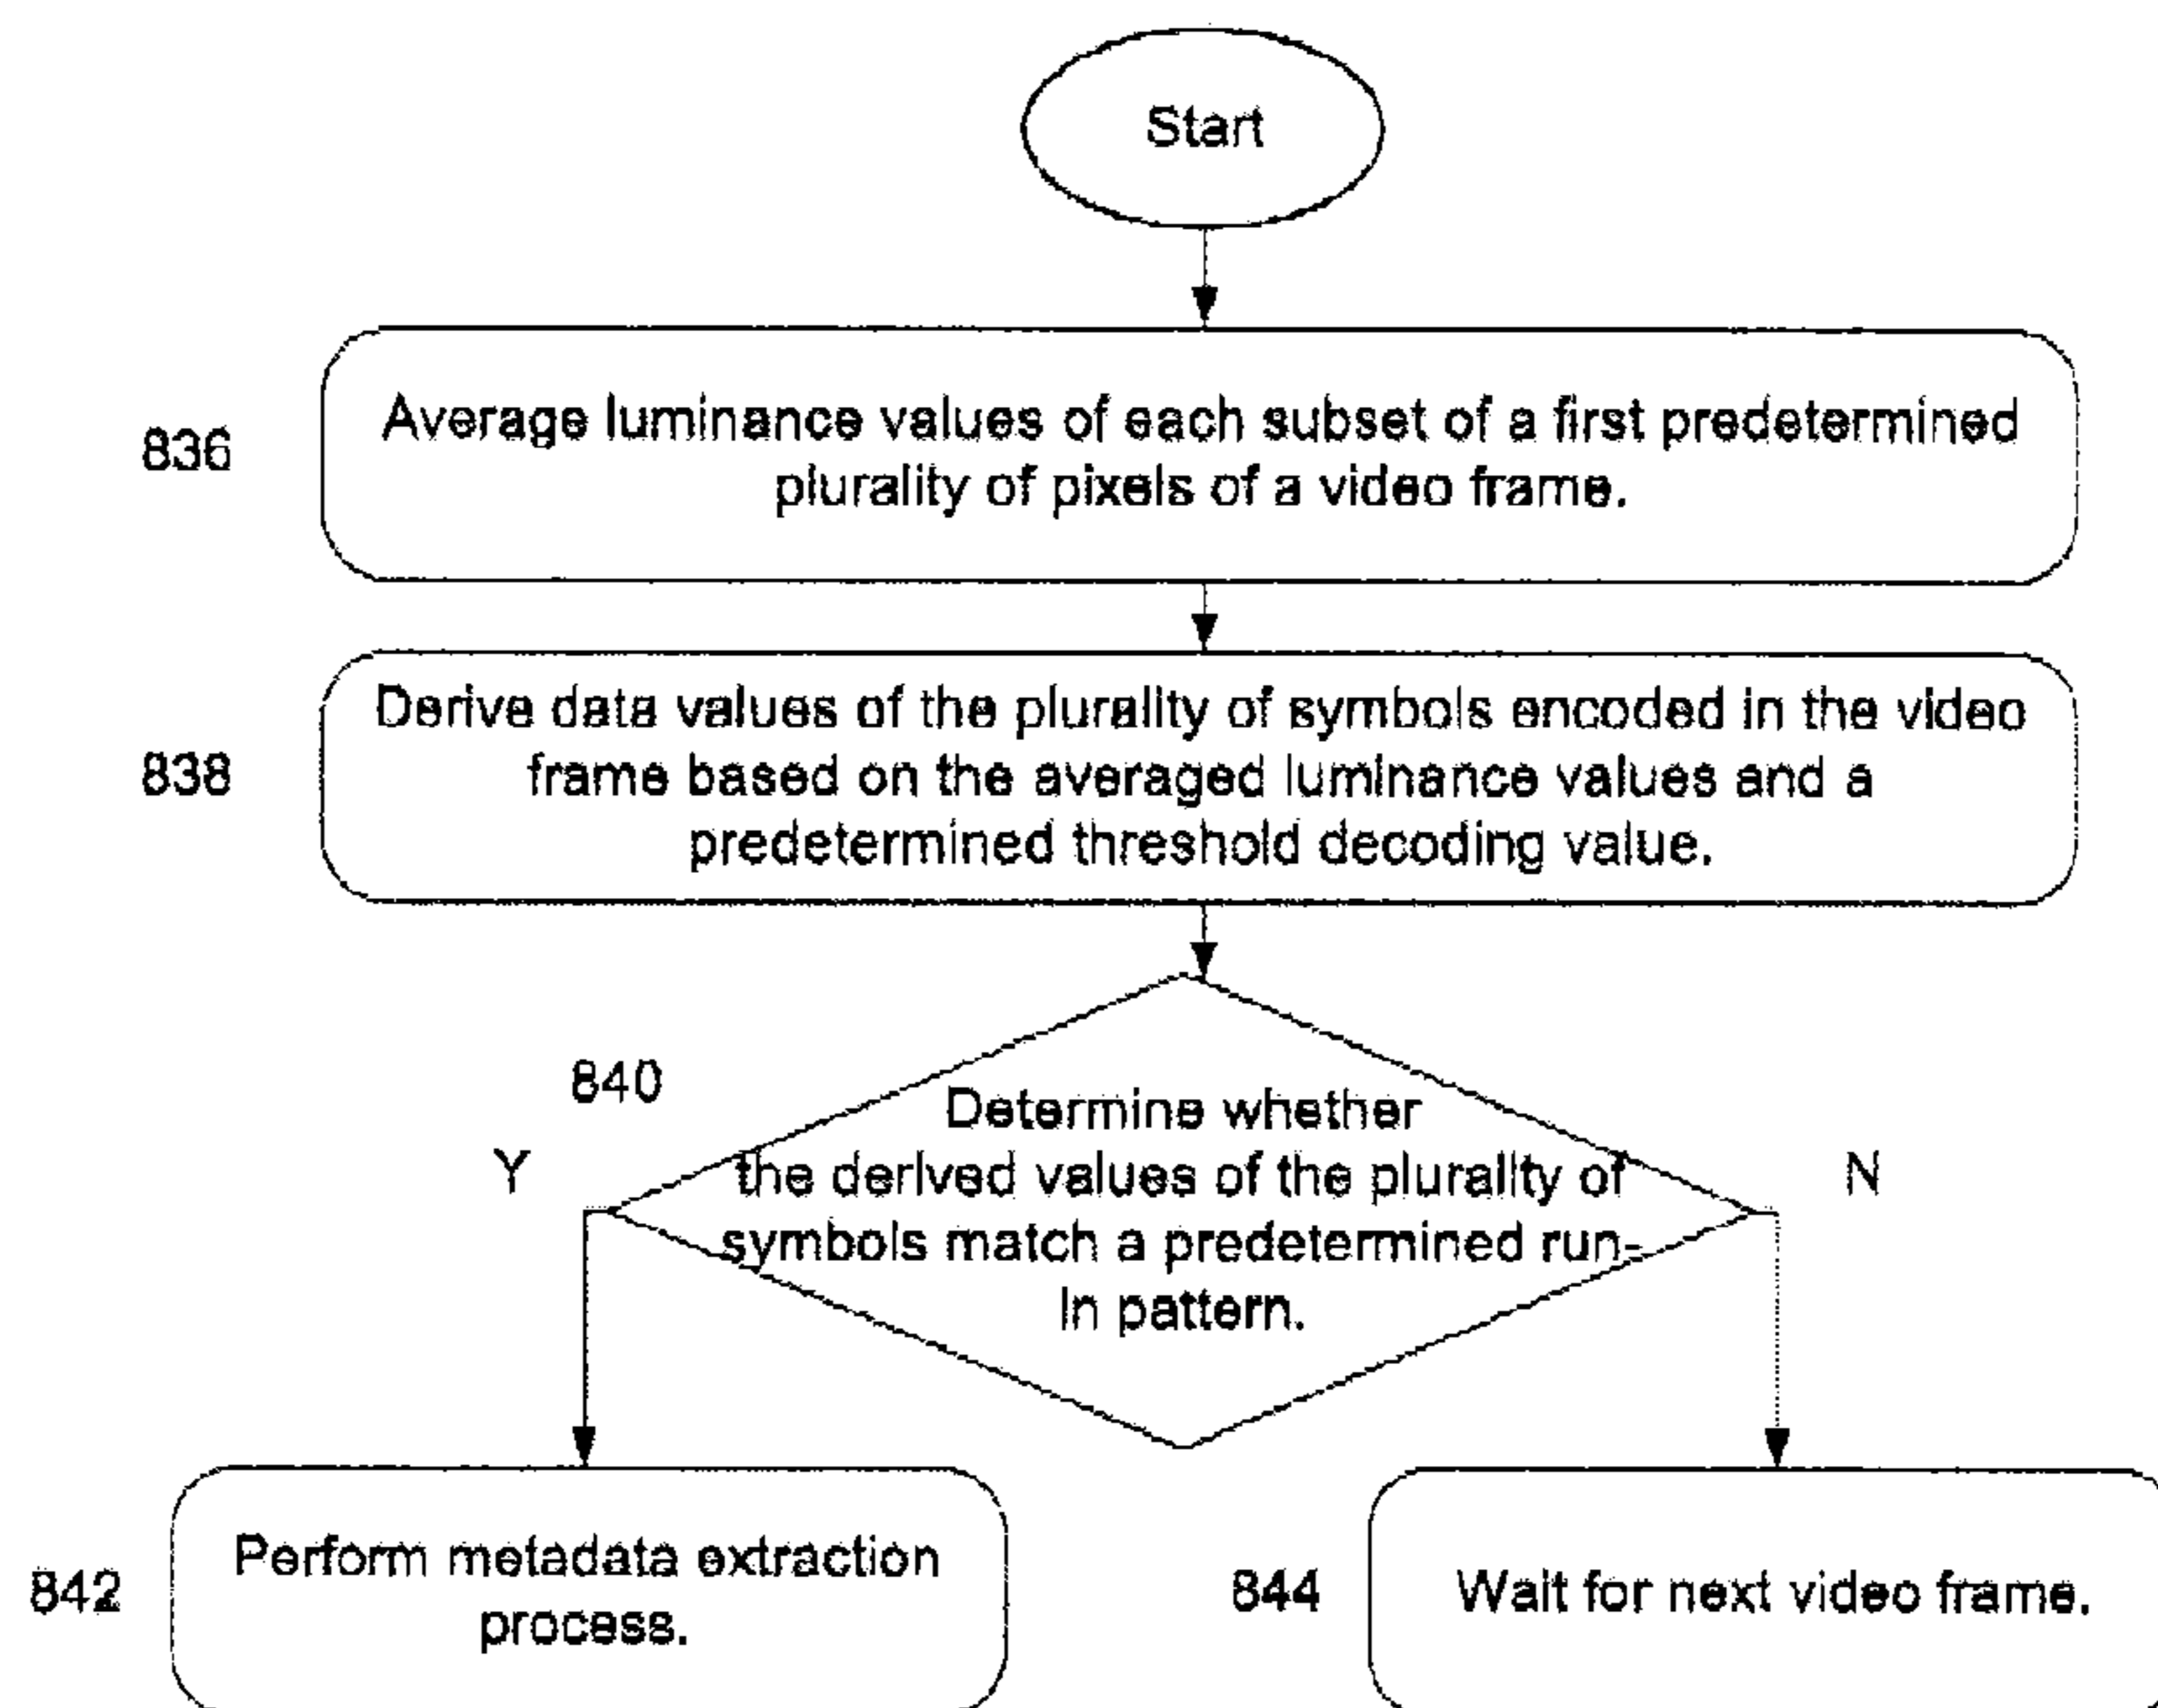 Start
836
Average luminance values of each subset of a first predetermined
plurality of pixels of a video frame.
838
Derive data values of the plurality of symbols encoded in the video
frame based on the averaged luminance values and a
predetermined threshold decoding value.
840
Determine whether
Y
the derived values of the plurality of
N
symbols match a predetermined run-
in pattern.
842
Perform metadata extraction
process.
844
Wait for next video frame.